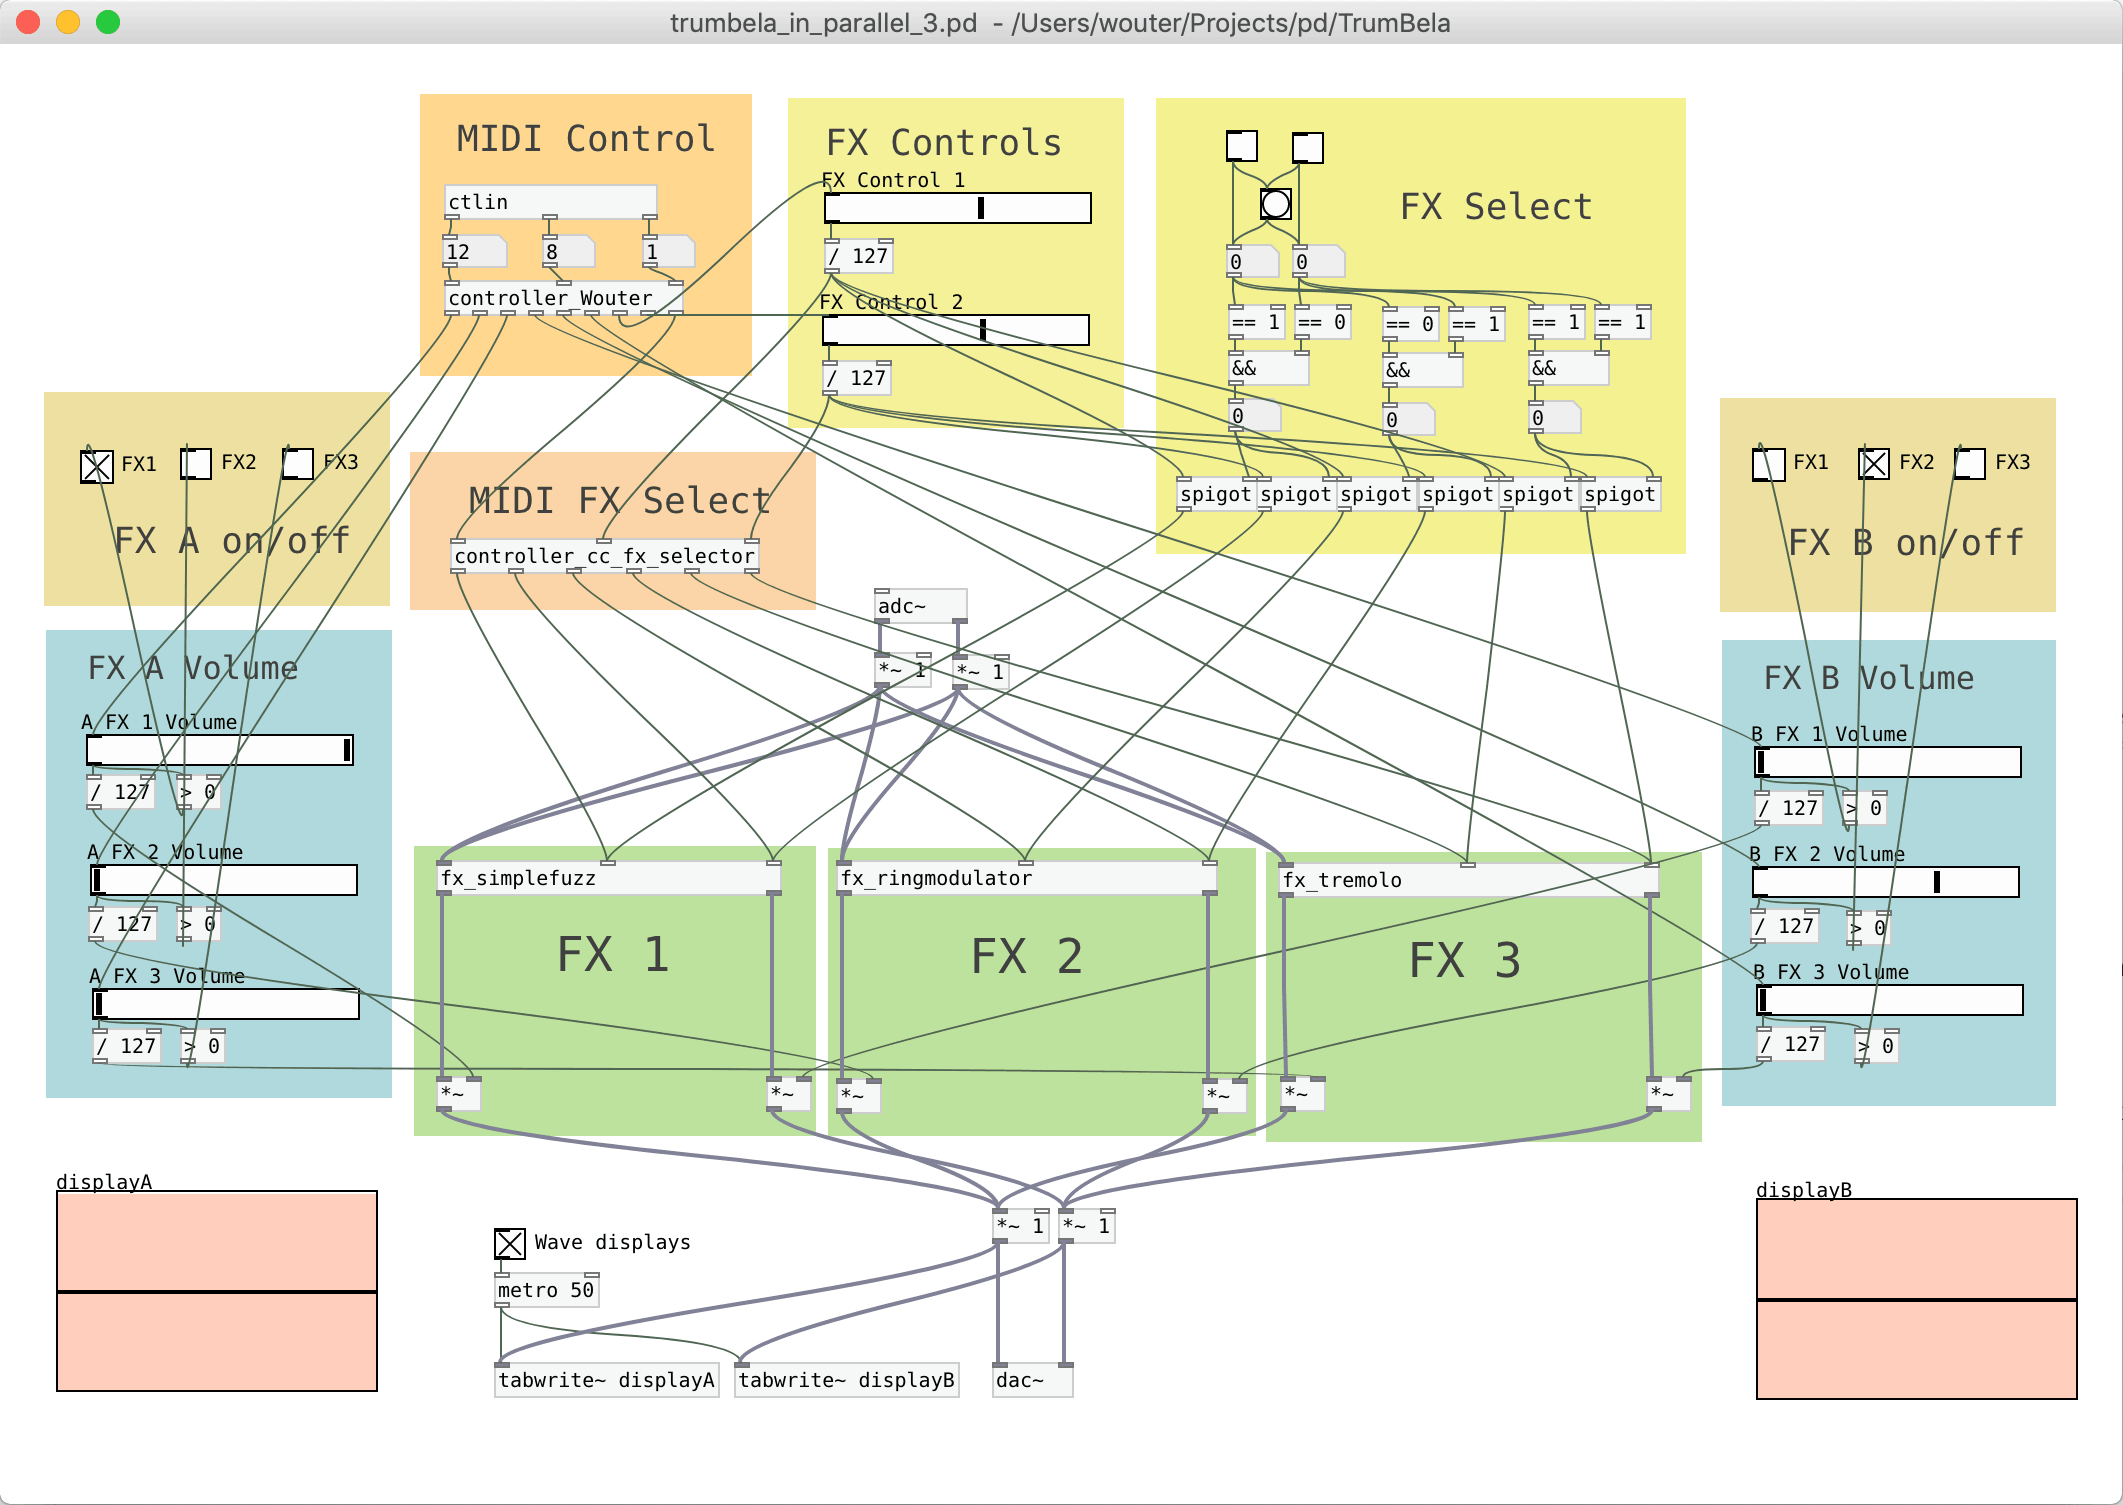 trumbela_in_parallel_3.pd - /Users/wouter/Projects/pd/TrumBela
MIDI Control
ctlin
12
8
1
controller_Wouter
FX Controls
FX Control 1
/ 127
FX Control 2
/ 127
FX Select
0
0
== 1
== 0
== 0
== 1
== 1
== 1
&&
&&
&&
0
0
0
spigot
spigot
spigot
spigot
spigot
spigot
FX1
FX2
FX3
FX A on/off
MIDI FX Select
controller_cc_fx_selector
FX1
FX2
FX3
FX B on/off
adc~
*~ 1
*~ 1
FX A Volume
A FX 1 Volume
/ 127
> 0
A FX 2 Volume
/ 127
> 0
A FX 3 Volume
/ 127
> 0
FX B Volume
B FX 1 Volume
/ 127
> 0
B FX 2 Volume
/ 127
> 0
B FX 3 Volume
/ 127
> 0
fx_simplefuzz
FX 1
*~
*~
fx_ringmodulator
FX 2
*~
*~
fx_tremolo
FX 3
*~
*~
displayA
displayB
*~ 1
*~ 1
Wave displays
metro 50
tabwrite~ displayA
tabwrite~ displayB
dac~